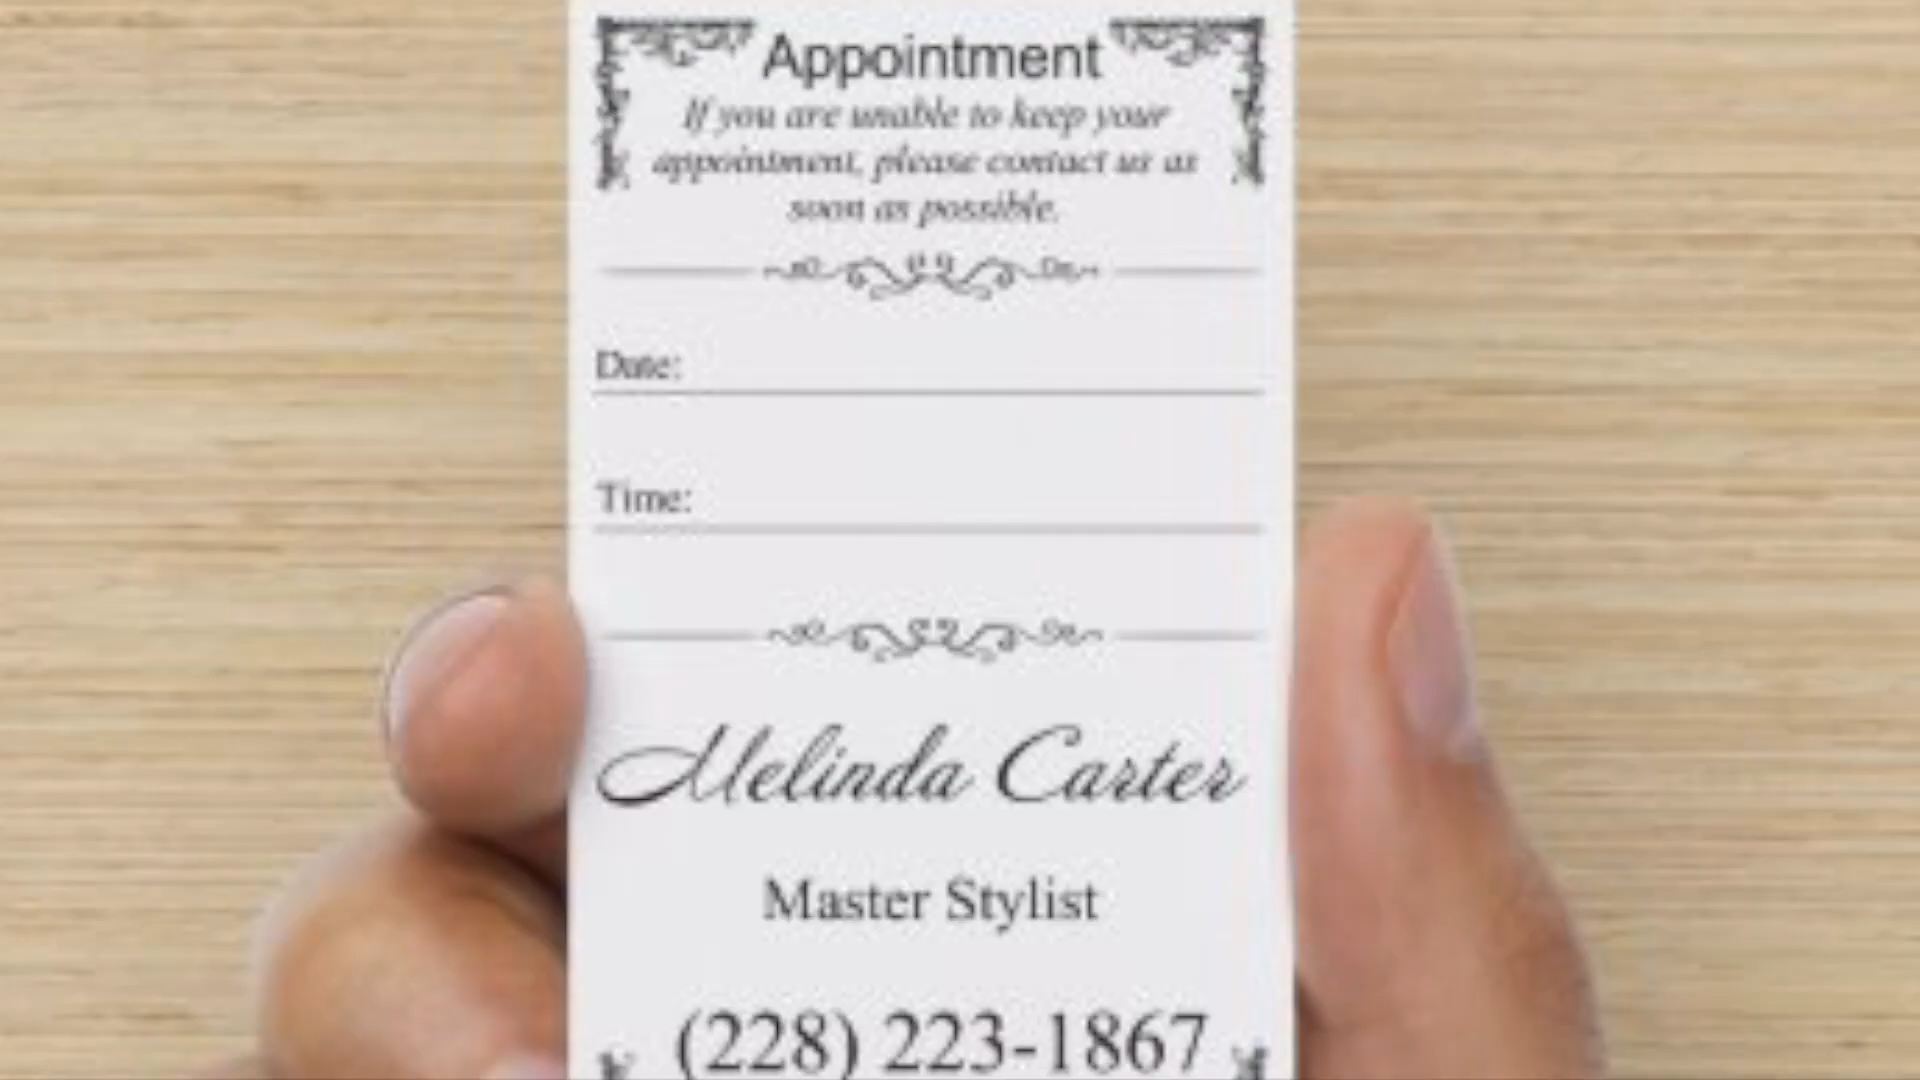 Appointment
If you are unable to keep your
appointment, please contact us as
soon as possible.
Date:
Time:
Melinda Carter
Master Stylist
(228) 223-1867